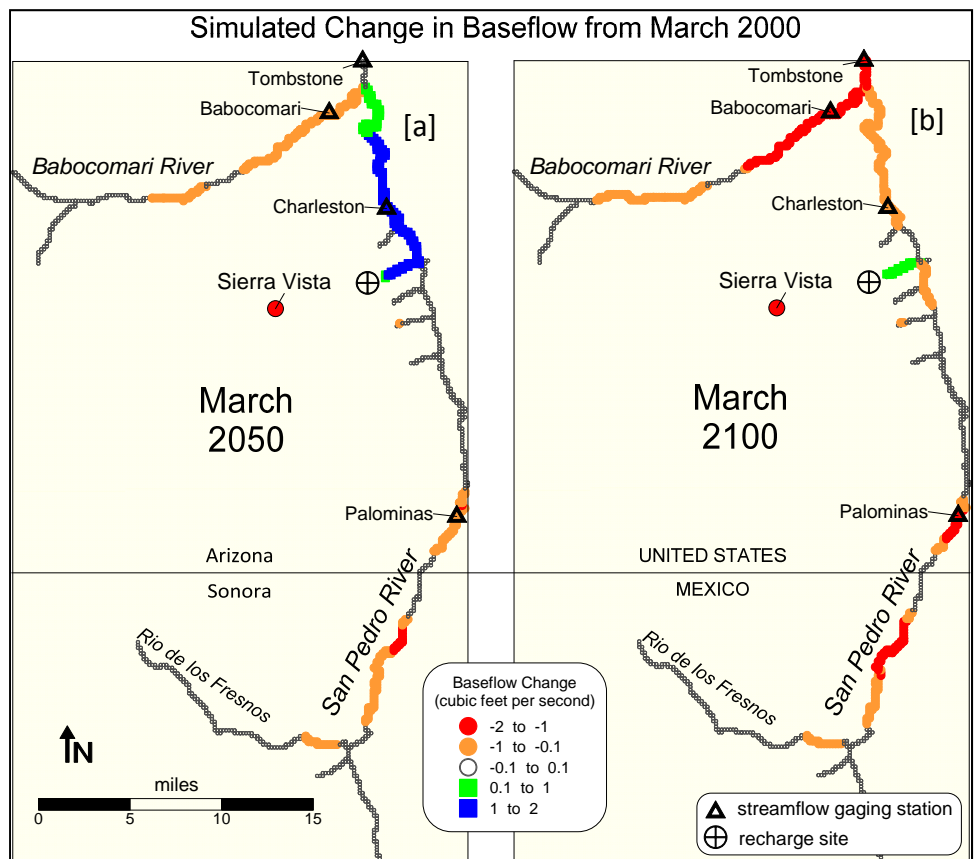 Simulated Change in Baseflow from March 2000
Tombstone
Babocomari
[a]
Babocomari River
Charleston
Sierra Vista
March
2050
Palominas
Arizona
Sonora
San Pedro River
Rio de los Fresnos
N
miles
0 5 10 15
Tombstone
Babocomari
[b]
Babocomari River
Charleston
Sierra Vista
March
2100
Palominas
UNITED STATES
MEXICO
San Pedro River
Rio de los Fresnos
Baseflow Change
(cubic feet per second)
-2 to -1
-1 to -0.1
-0.1 to 0.1
0.1 to 1
1 to 2
streamflow gaging station
recharge site